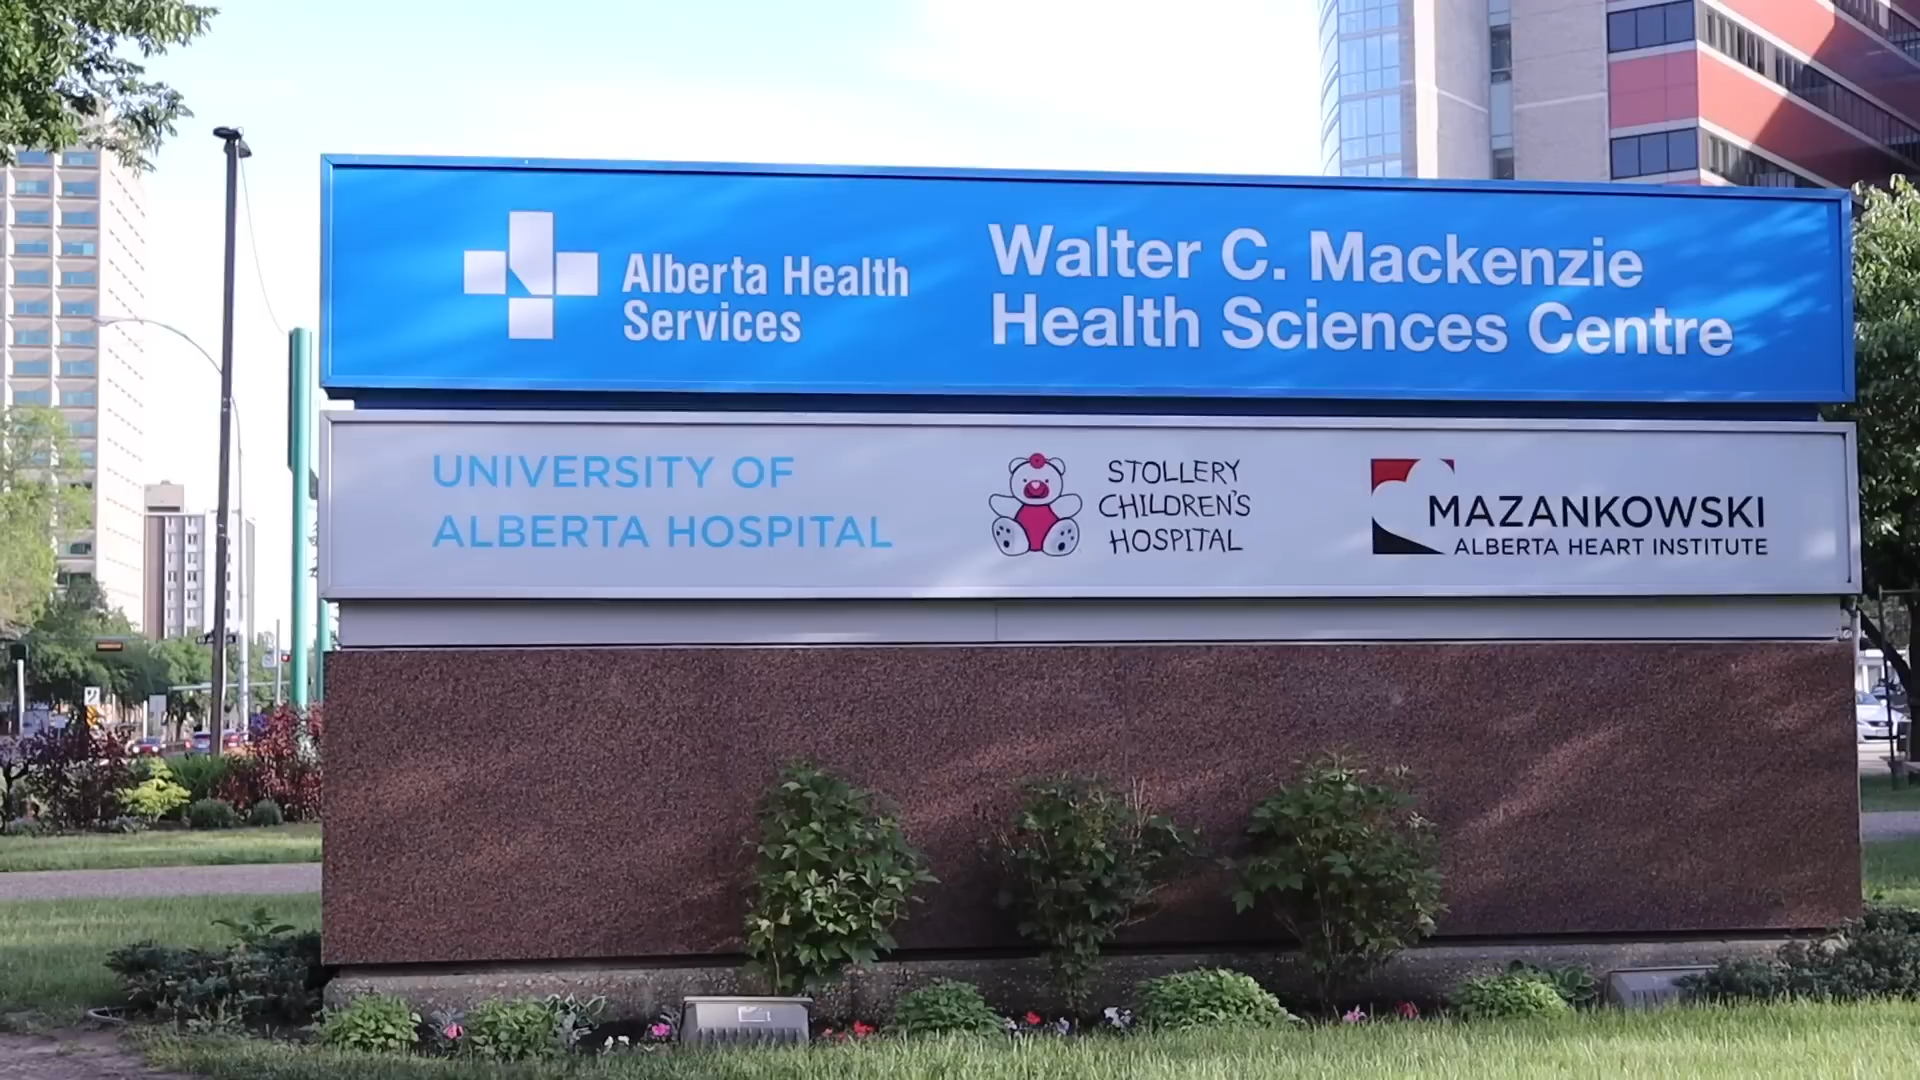 Alberta Health
Services
Walter C. Mackenzie
Health Sciences Centre
UNIVERSITY OF
ALBERTA HOSPITAL
STOLLERY
CHILDREN'S
HOSPITAL
MAZANKOWSKI
ALBERTA HEART INSTITUTE